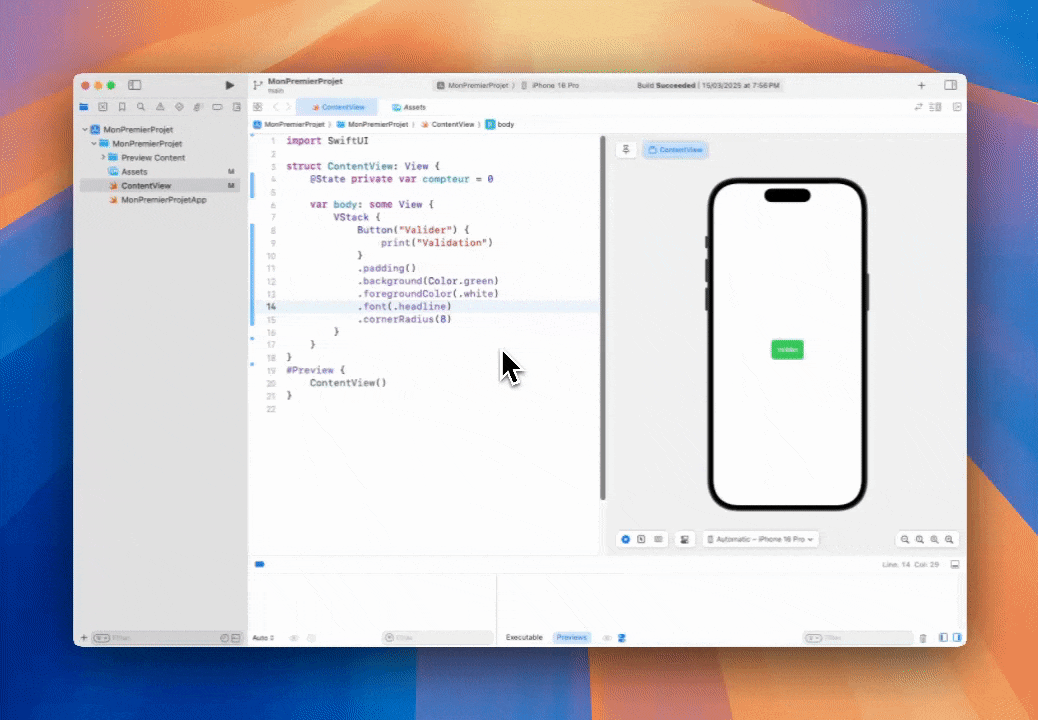 MonPremierProjet
main
MonPremierProjet
iPhone 16 Pro
Build Succeeded | 15/03/2025 at 7:56 PM
ContentView
Assets
MonPremierProjet
MonPremierProjet
ContentView
body
MonPremierProjet
MonPremierProjet
Preview Content
Assets M
ContentView M
MonPremierProjetApp
1 import SwiftUI
2
3 struct ContentView: View {
4 @State private var compteur = 0
5
6 var body: some View {
7 VStack {
8 Button("Valider") {
9 print("Validation")
10 }
11 .padding()
12 .background(Color.green)
13 .foregroundColor(.white)
14 .font(.headline)
15 .cornerRadius(8)
16 }
17 }
18 }
19 #Preview {
20 ContentView()
21 }
22
ContentView
Valider
Automatic – iPhone 16 Pro
Line: 14 Col: 29
Filter
Auto
Filter
Executable
Previews
Filter